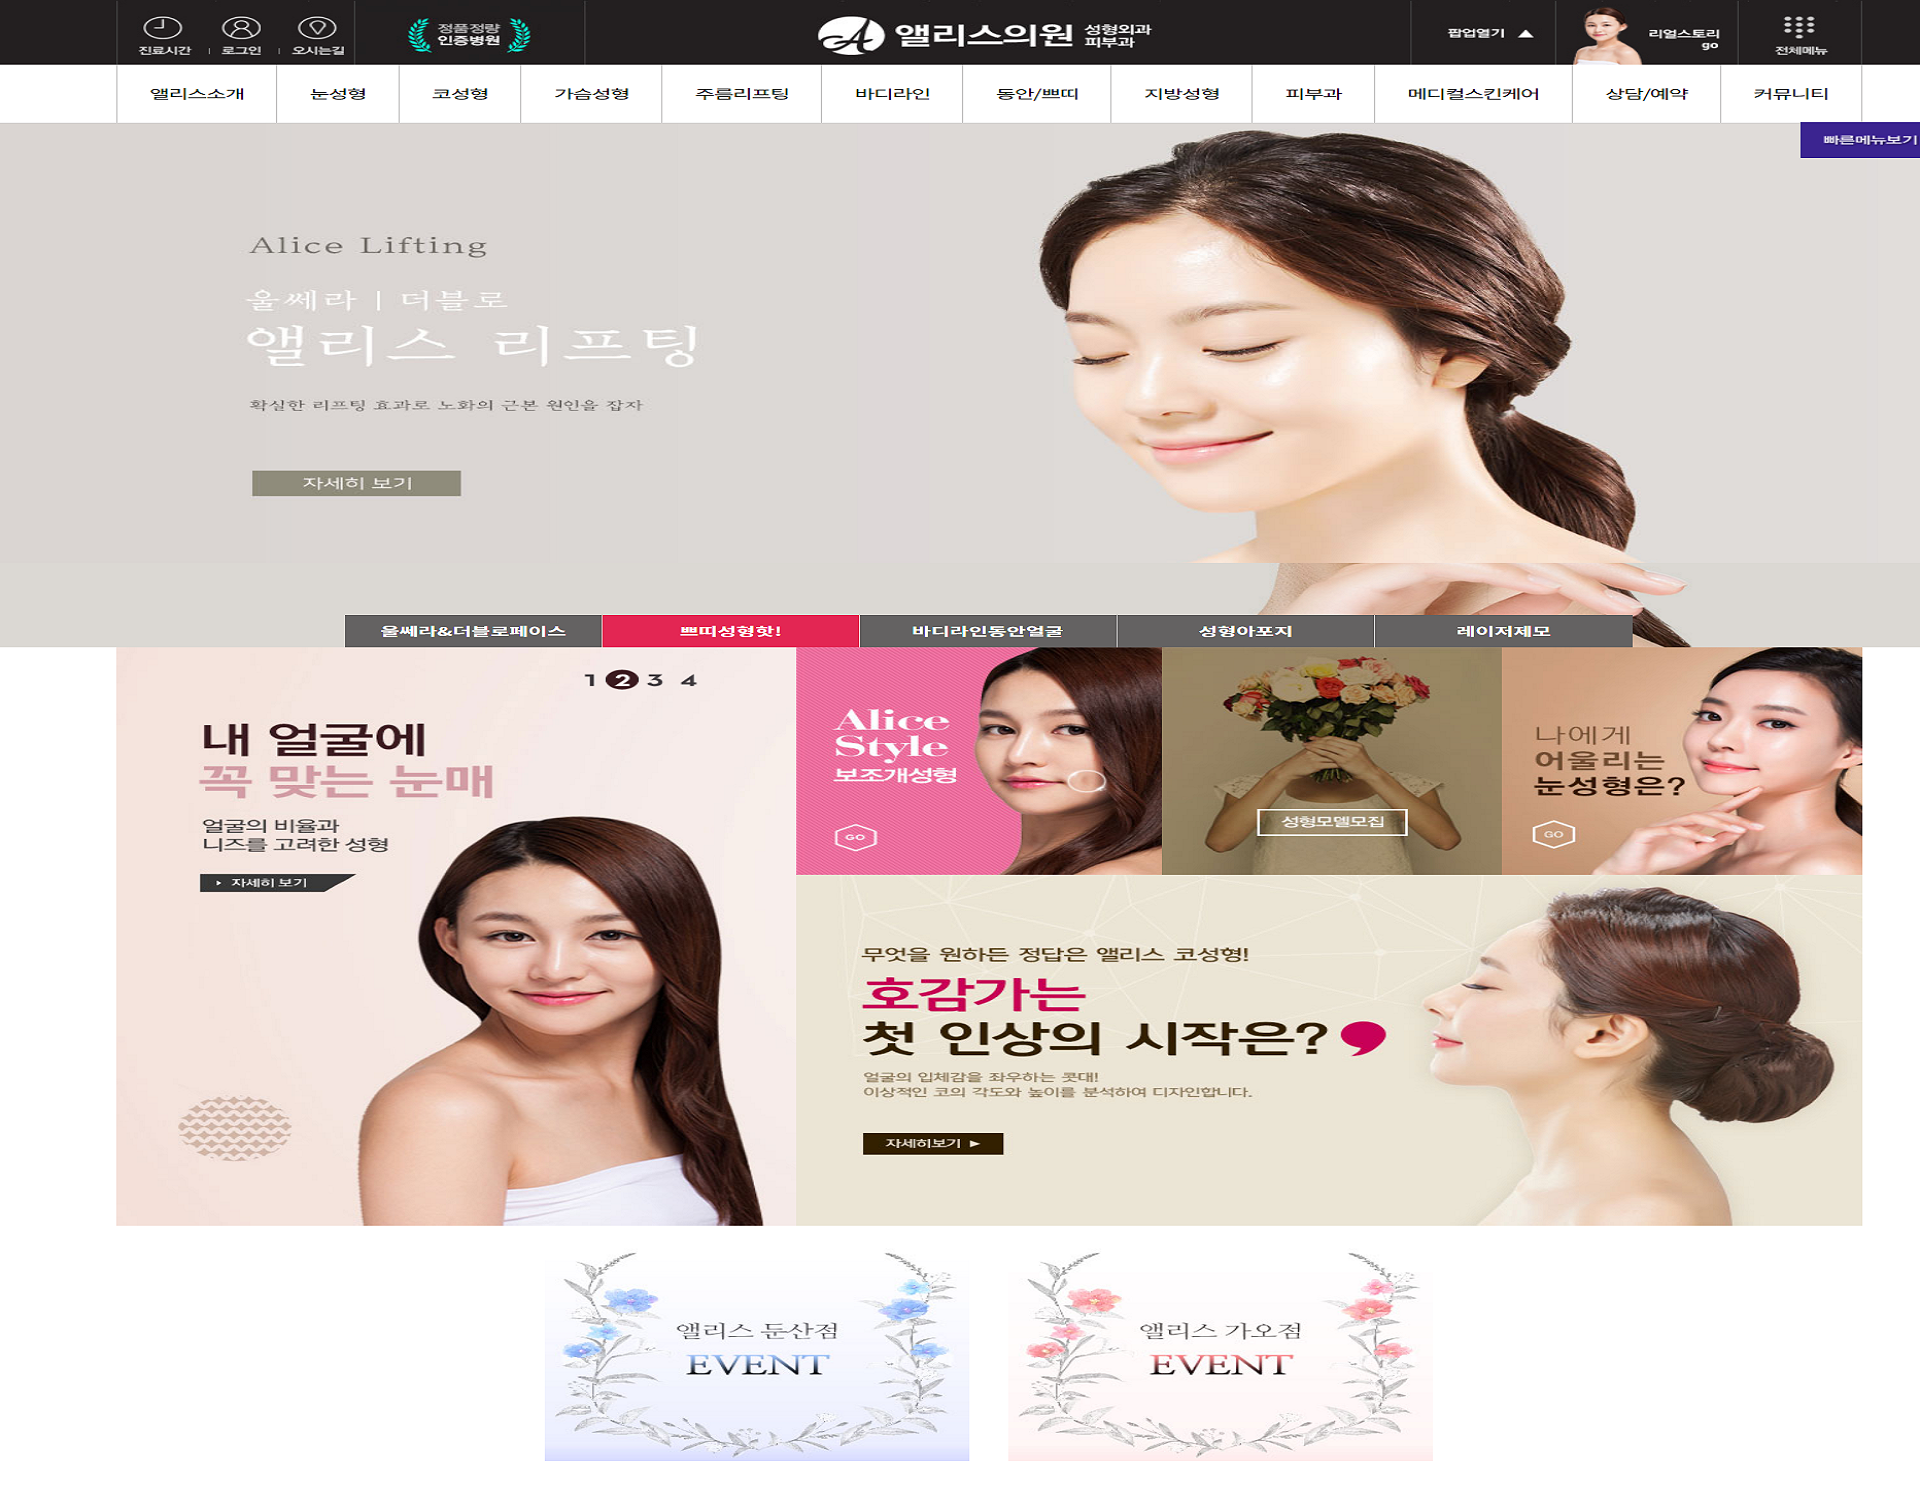 진료시간
로그인
오시는길
정품정량
인증병원
앨리스의원
성형외과
피부과
팝업열기
리얼스토리
go
전체메뉴
앨리스소개
눈성형
코성형
가슴성형
주름리프팅
바디라인
동안/쁘띠
지방성형
피부과
메디컬스킨케어
상담/예약
커뮤니티
빠른메뉴보기
Alice Lifting
울쎄라 | 더블로
앨리스 리프팅
확실한 리프팅 효과로 노화의 근본 원인을 잡자
자세히 보기
울쎄라&더블로페이스
쁘띠성형핫!
바디라인동안얼굴
성형아포지
레이저제모
1 2 3 4
내 얼굴에
꼭 맞는 눈매
얼굴의 비율과
니즈를 고려한 성형
자세히 보기
Alice
Style
보조개성형
GO
성형모델모집
나에게
어울리는
눈성형은?
GO
무엇을 원하든 정답은 앨리스 코성형!
호감가는
첫 인상의 시작은?
얼굴의 입체감을 좌우하는 콧대!
이상적인 코의 각도와 높이를 분석하여 디자인합니다.
자세히보기
앨리스 둔산점
EVENT
앨리스 가오점
EVENT